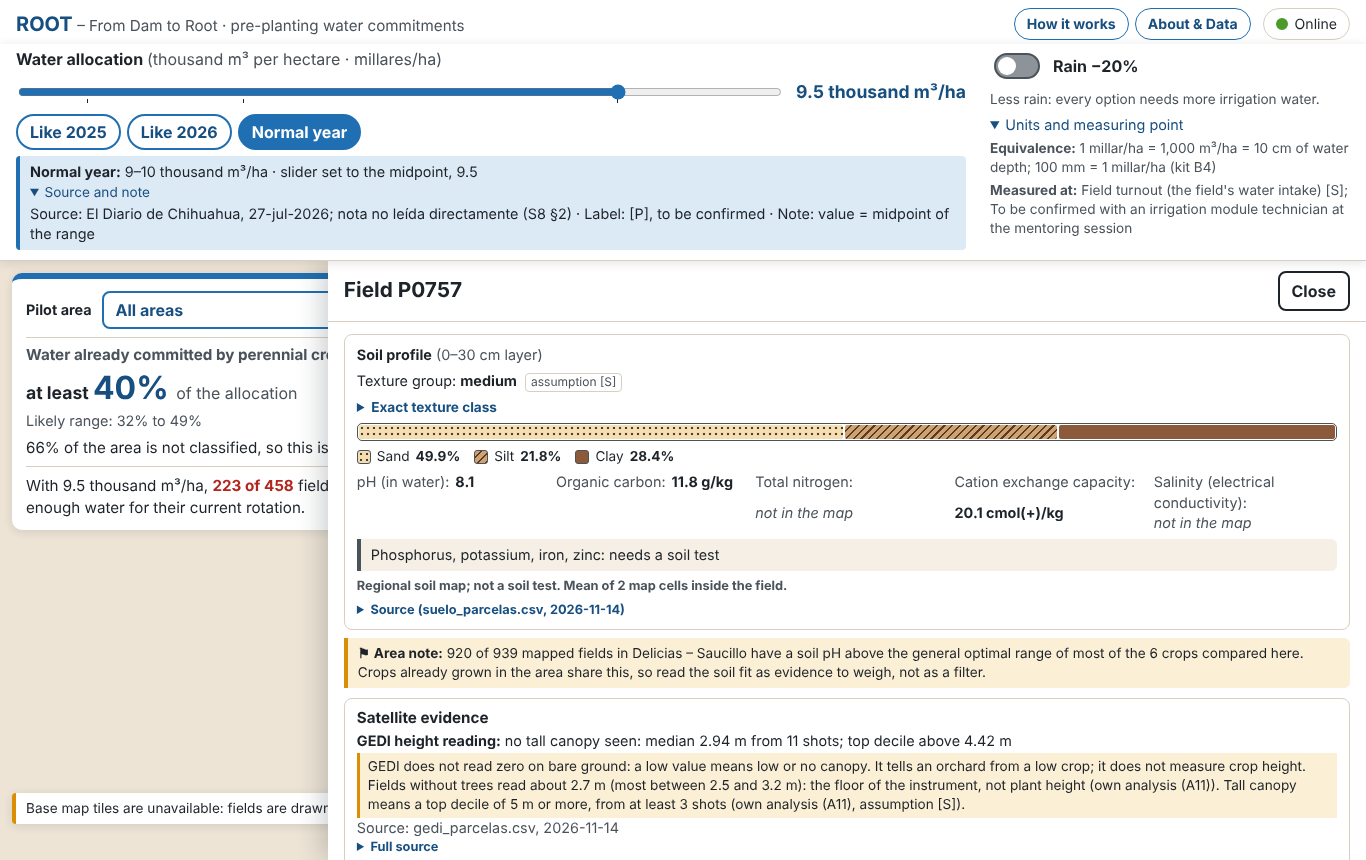 ROOT – From Dam to Root · pre-planting water commitments
How it works
About & Data
Online
Water allocation (thousand m³ per hectare · millares/ha)
9.5 thousand m³/ha
Like 2025
Like 2026
Normal year
Normal year: 9–10 thousand m³/ha · slider set to the midpoint, 9.5
▼ Source and note
Source: El Diario de Chihuahua, 27-jul-2026; nota no leída directamente (S8 §2) · Label: [P], to be confirmed · Note: value = midpoint of
the range
Rain −20%
Less rain: every option needs more irrigation water.
▼ Units and measuring point
Equivalence: 1 millar/ha = 1,000 m³/ha = 10 cm of water
depth; 100 mm = 1 millar/ha (kit B4)
Measured at: Field turnout (the field's water intake) [S];
To be confirmed with an irrigation module technician at
the mentoring session
Pilot area
All areas
Water already committed by perennial cr
at least 40% of the allocation
Likely range: 32% to 49%
66% of the area is not classified, so this is
With 9.5 thousand m³/ha, 223 of 458 field
enough water for their current rotation.
Base map tiles are unavailable: fields are drawn
Field P0757
Close
Soil profile (0–30 cm layer)
Texture group: medium assumption [S]
▶ Exact texture class
Sand 49.9% Silt 21.8% Clay 28.4%
pH (in water): 8.1
Organic carbon: 11.8 g/kg
Total nitrogen:
not in the map
Cation exchange capacity:
20.1 cmol(+)/kg
Salinity (electrical
conductivity):
not in the map
Phosphorus, potassium, iron, zinc: needs a soil test
Regional soil map; not a soil test. Mean of 2 map cells inside the field.
▶ Source (suelo_parcelas.csv, 2026-11-14)
⚑ Area note: 920 of 939 mapped fields in Delicias – Saucillo have a soil pH above the general optimal range of most of the 6 crops compared here.
Crops already grown in the area share this, so read the soil fit as evidence to weigh, not as a filter.
Satellite evidence
GEDI height reading: no tall canopy seen: median 2.94 m from 11 shots; top decile above 4.42 m
GEDI does not read zero on bare ground: a low value means low or no canopy. It tells an orchard from a low crop; it does not measure crop height.
Fields without trees read about 2.7 m (most between 2.5 and 3.2 m): the floor of the instrument, not plant height (own analysis (A11)). Tall canopy
means a top decile of 5 m or more, from at least 3 shots (own analysis (A11), assumption [S]).
Source: gedi_parcelas.csv, 2026-11-14
▶ Full source